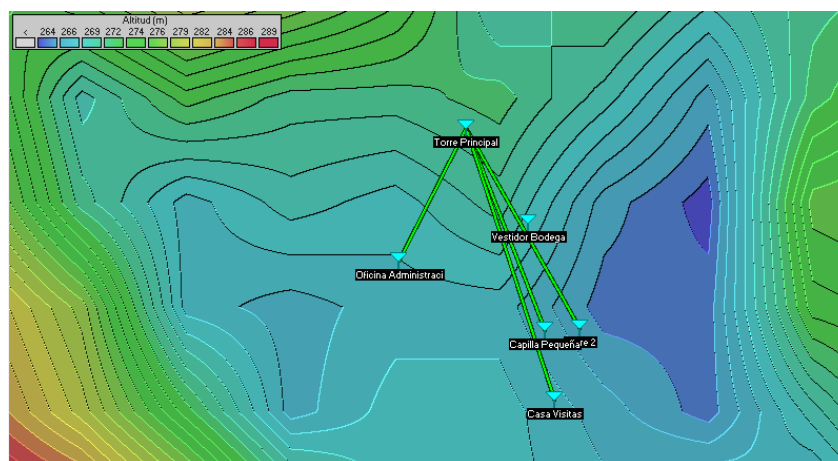 Altitud (m)
< 264 266 269 272 274 276 279 282 284 286 289
Torre Principal
Vestidor Bodega
Oficina Administraci
Capilla Pequeña re 2
Casa Visitas